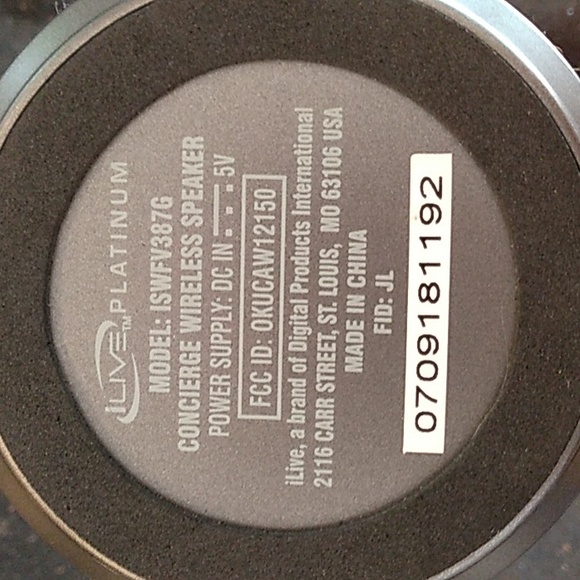 iLIVE™ PLATINUM
MODEL: ISWFV387G
CONCIERGE WIRELESS SPEAKER
POWER SUPPLY: DC IN ⎓ 5V
FCC ID: OKUCAW12150
iLive, a brand of Digital Products International
2116 CARR STREET, ST. LOUIS, MO 63106 USA
MADE IN CHINA
FID: JL
0709181192